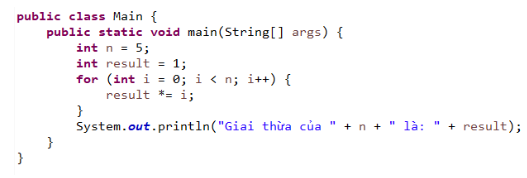 public class Main {
public static void main(String[] args) {
int n = 5;
int result = 1;
for (int i = 0; i < n; i++) {
result *= i;
}
System.out.println("Giai thừa của " + n + " là: " + result);
}
}